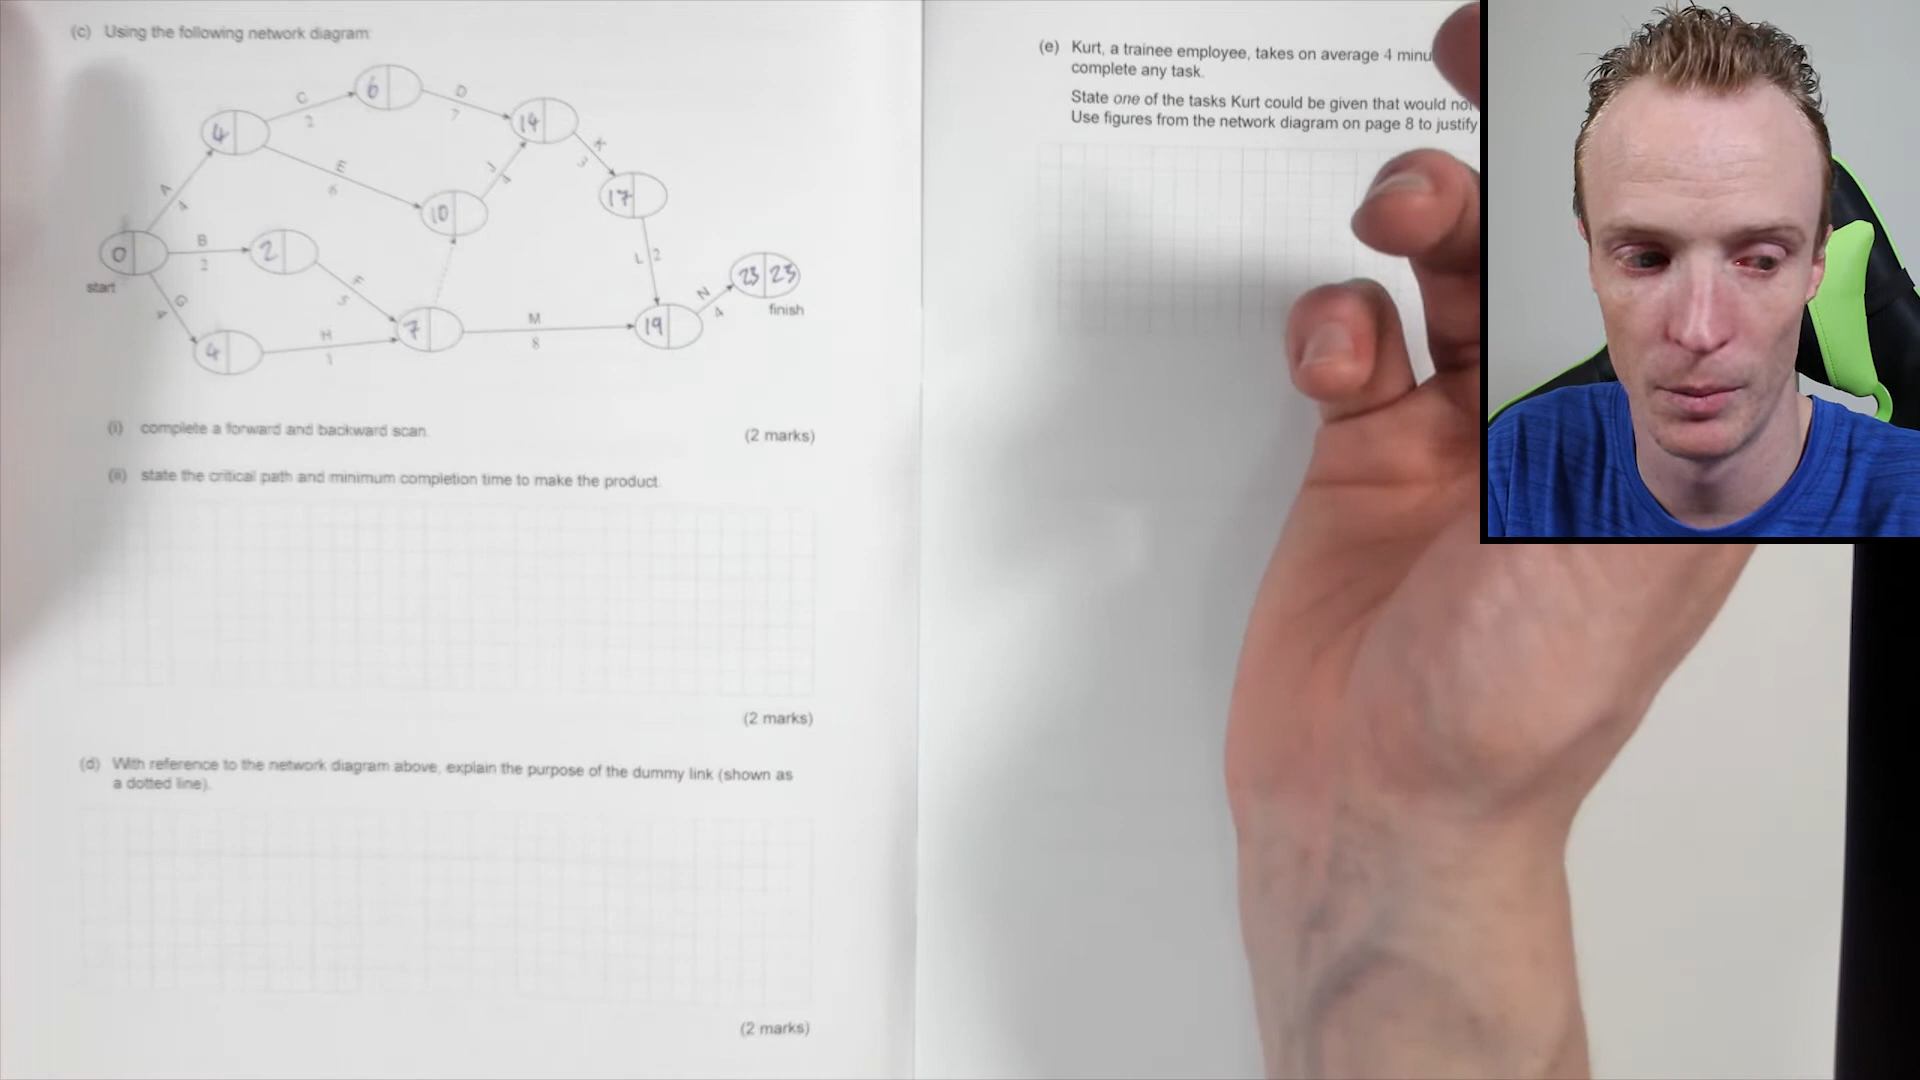 (c) Using the following network diagram:
6
C
2
D
7
4
14
K
3
A
4
E
6
J
4
17
10
0
B
2
2
start
F
5
L 2
23 23
N
4
finish
G
4
7
M
8
19
4
H
1
(i) complete a forward and backward scan.
(2 marks)
(ii) state the critical path and minimum completion time to make the product.
(2 marks)
(d) With reference to the network diagram above, explain the purpose of the dummy link (shown as
a dotted line).
(2 marks)
(e) Kurt, a trainee employee, takes on average 4 minu
complete any task.
State one of the tasks Kurt could be given that would not
Use figures from the network diagram on page 8 to justify